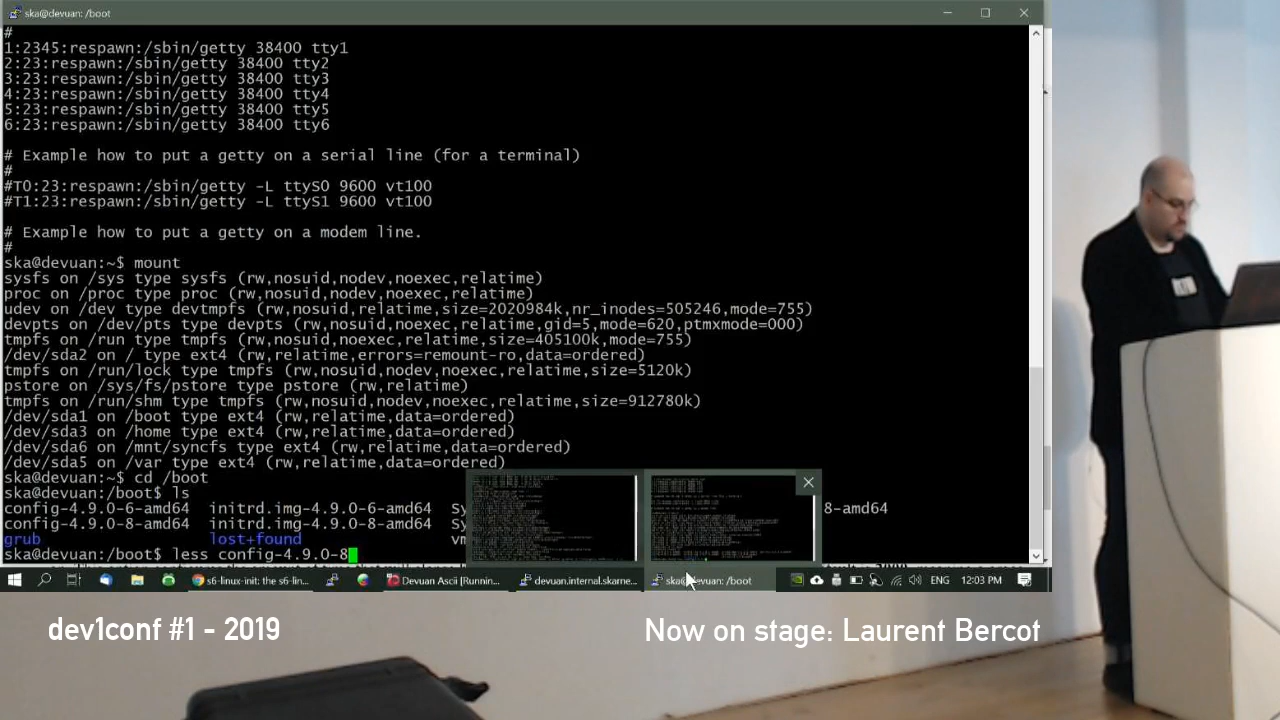 ska@devuan: /boot
#
1:2345:respawn:/sbin/getty 38400 tty1
2:23:respawn:/sbin/getty 38400 tty2
3:23:respawn:/sbin/getty 38400 tty3
4:23:respawn:/sbin/getty 38400 tty4
5:23:respawn:/sbin/getty 38400 tty5
6:23:respawn:/sbin/getty 38400 tty6
# Example how to put a getty on a serial line (for a terminal)
#
#T0:23:respawn:/sbin/getty -L ttyS0 9600 vt100
#T1:23:respawn:/sbin/getty -L ttyS1 9600 vt100
# Example how to put a getty on a modem line.
#
ska@devuan:~$ mount
sysfs on /sys type sysfs (rw,nosuid,nodev,noexec,relatime)
proc on /proc type proc (rw,nosuid,nodev,noexec,relatime)
udev on /dev type devtmpfs (rw,nosuid,relatime,size=2020984k,nr_inodes=505246,mode=755)
devpts on /dev/pts type devpts (rw,nosuid,noexec,relatime,gid=5,mode=620,ptmxmode=000)
tmpfs on /run type tmpfs (rw,nosuid,noexec,relatime,size=405100k,mode=755)
/dev/sda2 on / type ext4 (rw,relatime,errors=remount-ro,data=ordered)
tmpfs on /run/lock type tmpfs (rw,nosuid,nodev,noexec,relatime,size=5120k)
pstore on /sys/fs/pstore type pstore (rw,relatime)
tmpfs on /run/shm type tmpfs (rw,nosuid,nodev,noexec,relatime,size=912780k)
/dev/sda1 on /boot type ext4 (rw,relatime,data=ordered)
/dev/sda3 on /home type ext4 (rw,relatime,data=ordered)
/dev/sda6 on /mnt/syncfs type ext4 (rw,relatime,data=ordered)
/dev/sda5 on /var type ext4 (rw,relatime,data=ordered)
ska@devuan:~$ cd /boot
ska@devuan:/boot$ ls
config-4.9.0-6-amd64 initrd.img-4.9.0-6-amd64 Sy 8-amd64
config-4.9.0-8-amd64 initrd.img-4.9.0-8-amd64 Sy
grub lost+found vm
ska@devuan:/boot$ less config-4.9.0-8
s6-linux-init: the s6-lin... Devuan Ascii [Runnin... devuan.internal.skarne... ska@devuan: /boot ENG 12:03 PM
dev1conf #1 - 2019
Now on stage: Laurent Bercot